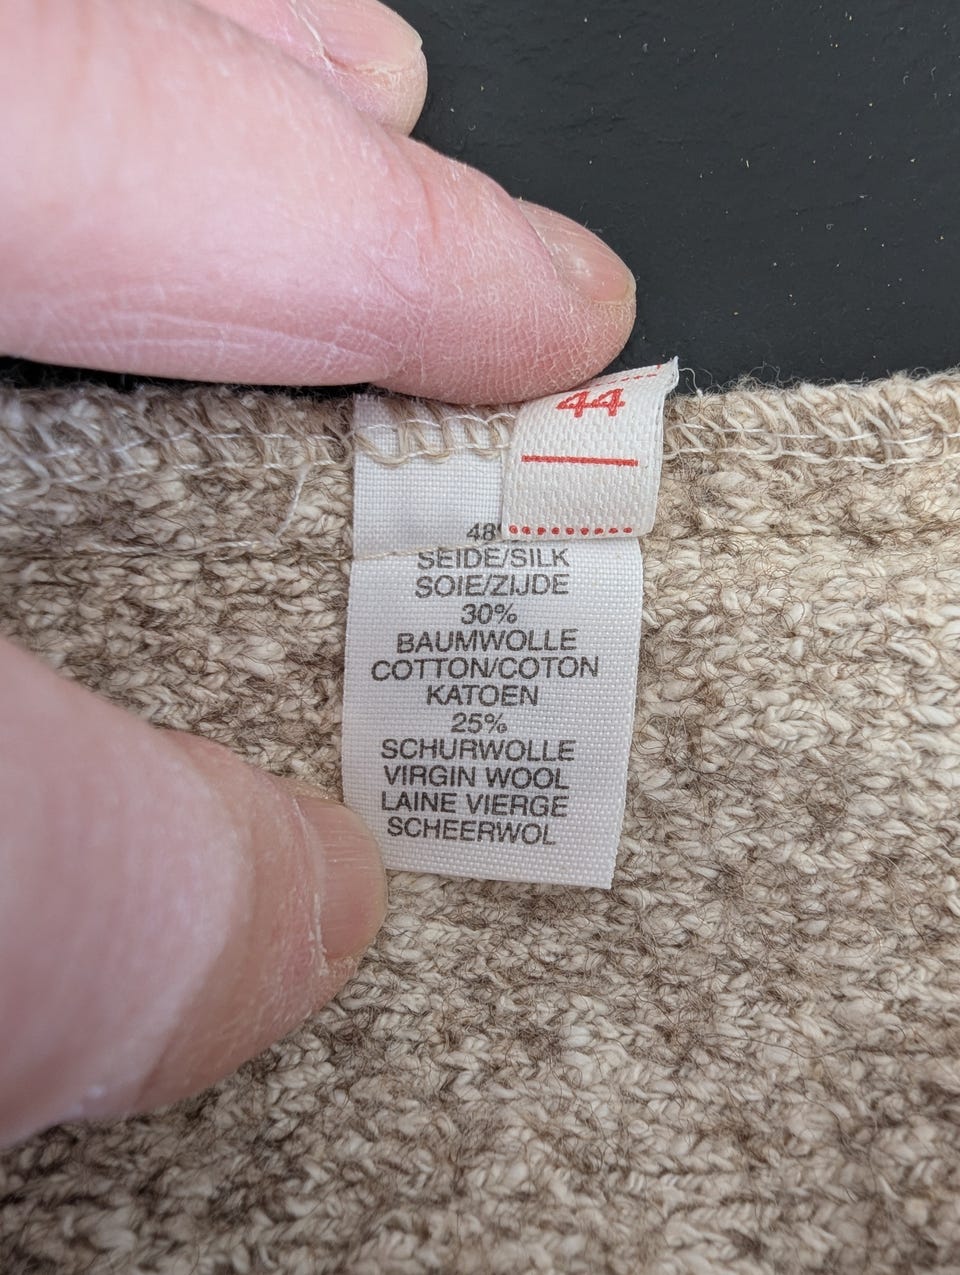 44
48
SEIDE/SILK
SOIE/ZIJDE
30%
BAUMWOLLE
COTTON/COTON
KATOEN
25%
SCHURWOLLE
VIRGIN WOOL
LAINE VIERGE
SCHEERWOL